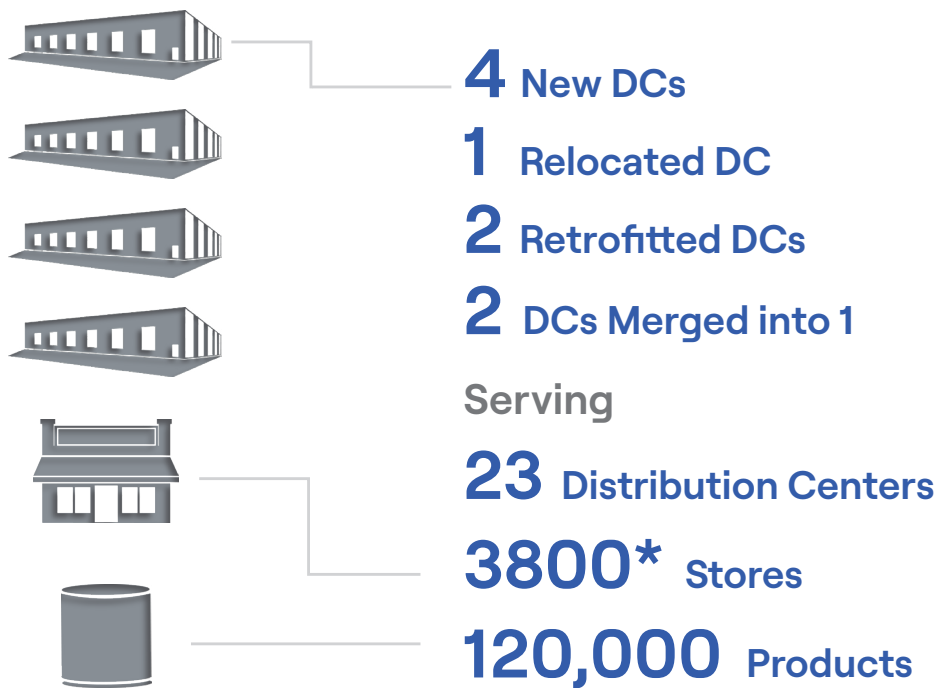 4 New DCs
1 Relocated DC
2 Retrofitted DCs
2 DCs Merged into 1
Serving
23 Distribution Centers
3800* Stores
120,000 Products